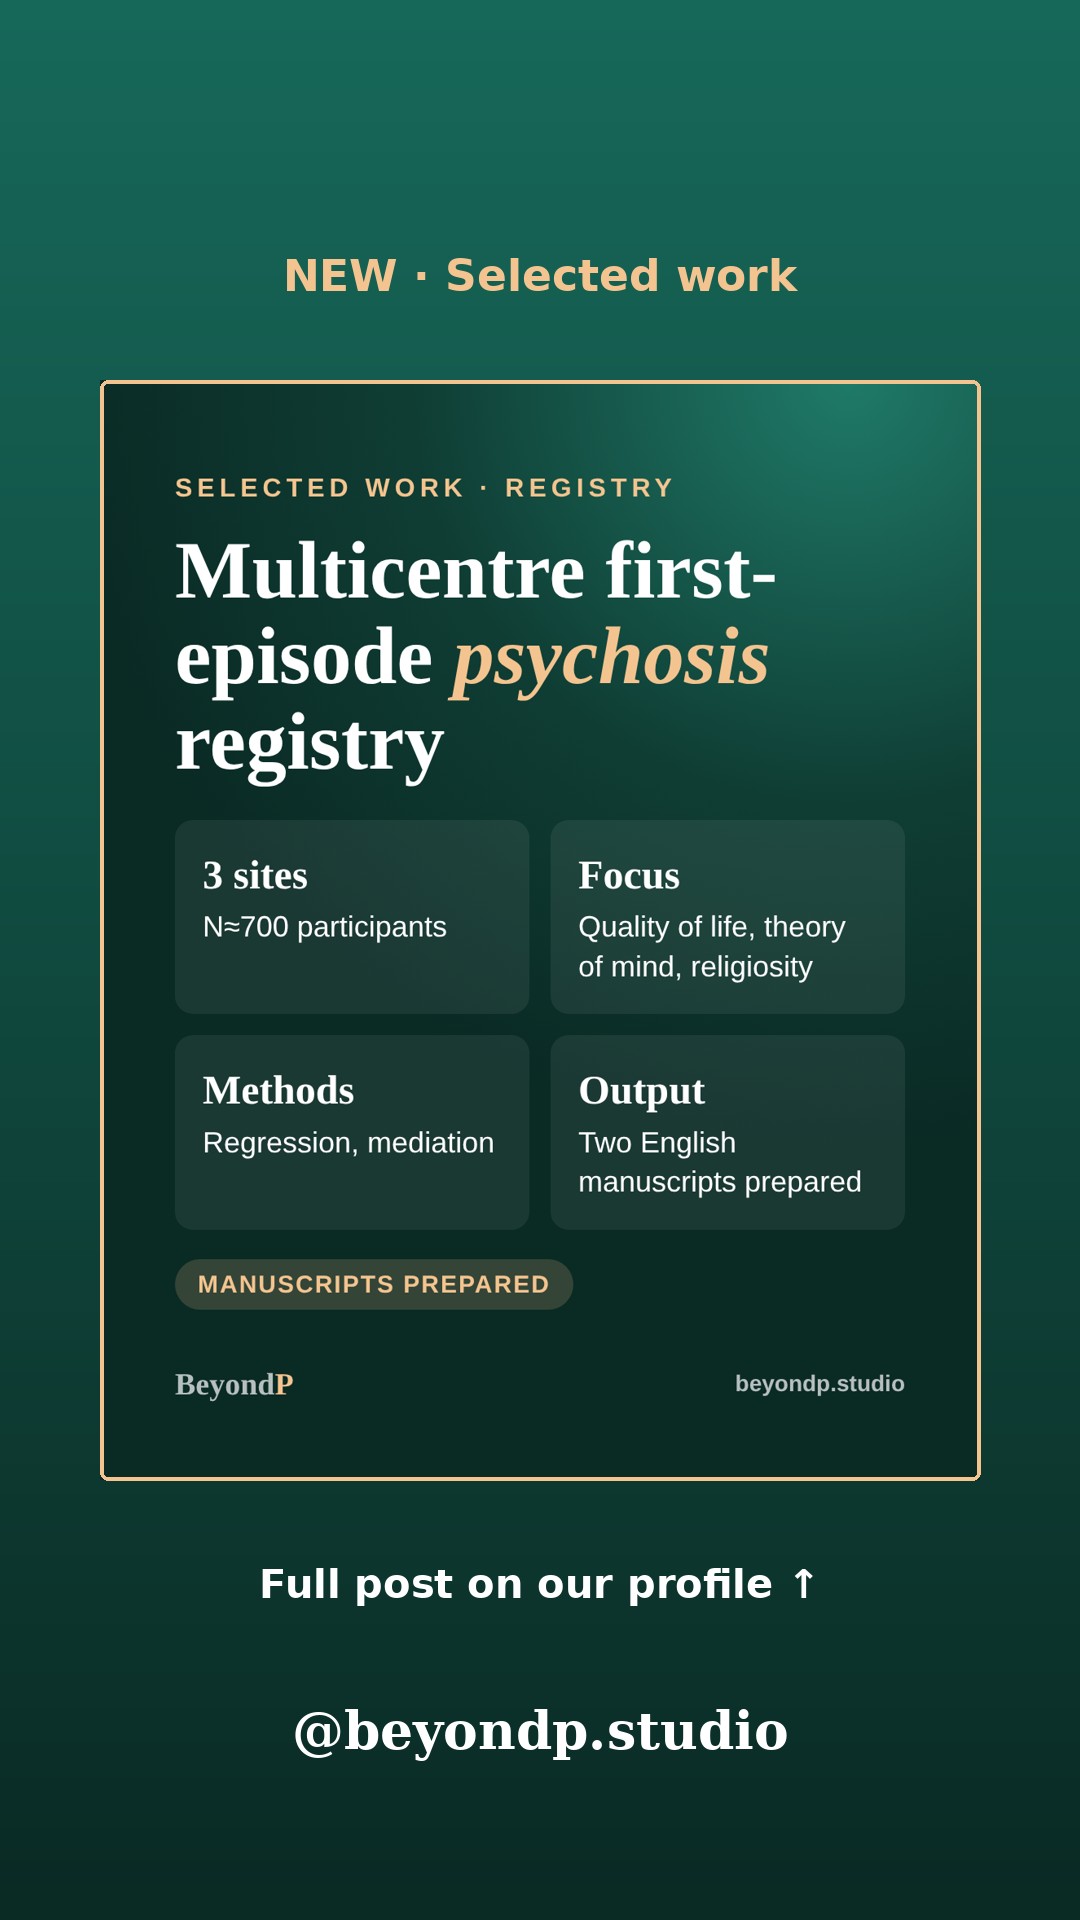 NEW · Selected work
SELECTED WORK · REGISTRY
Multicentre first-
episode psychosis
registry
3 sites
N≈700 participants
Focus
Quality of life, theory
of mind, religiosity
Methods
Regression, mediation
Output
Two English
manuscripts prepared
MANUSCRIPTS PREPARED
BeyondP
beyondp.studio
Full post on our profile ↑
@beyondp.studio